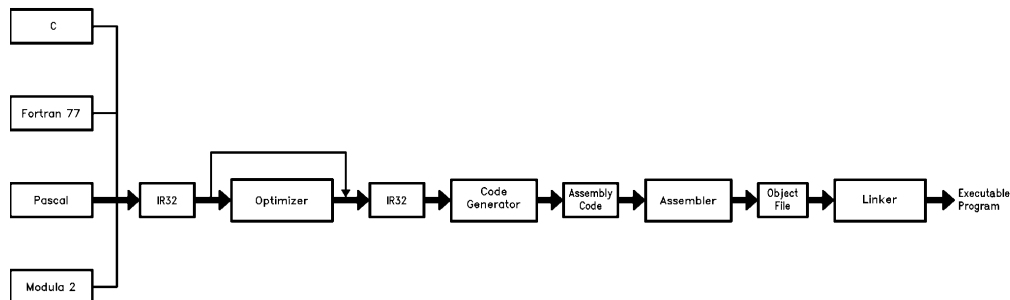 C
Fortran 77
Pascal
Modula 2
IR32
Optimizer
IR32
Code
Generator
Assembly
Code
Assembler
Object
File
Linker
Executable
Program